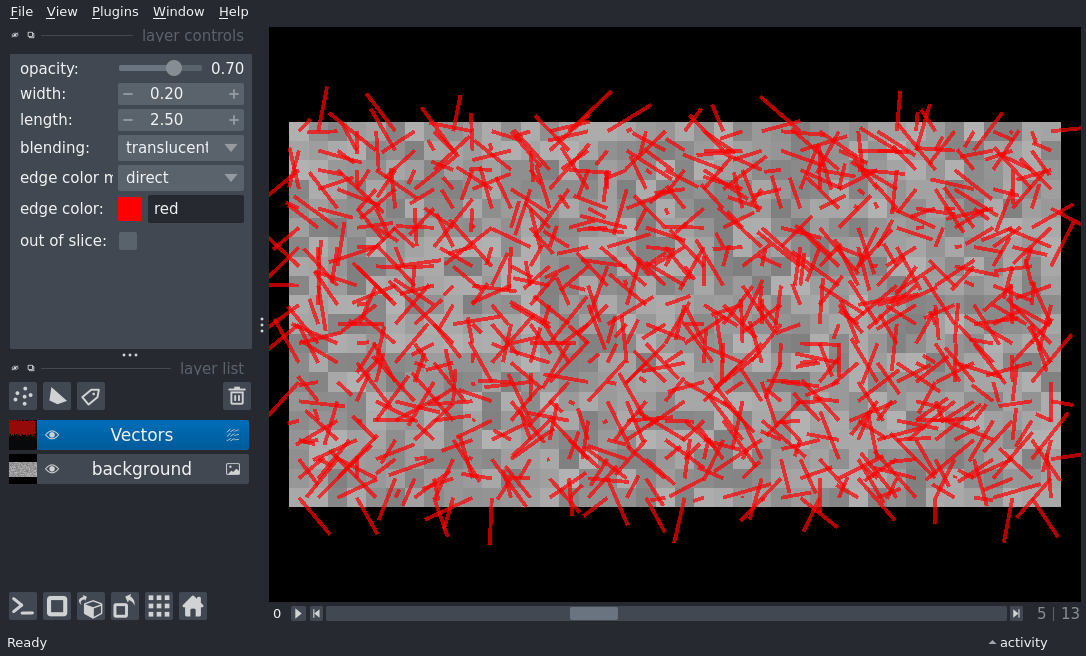 File View Plugins Window Help
layer controls
opacity: 0.70
width: 0.20
length: 2.50
blending: translucent
edge color m direct
edge color: red
out of slice:
layer list
Vectors
background
0 5 13
Ready activity